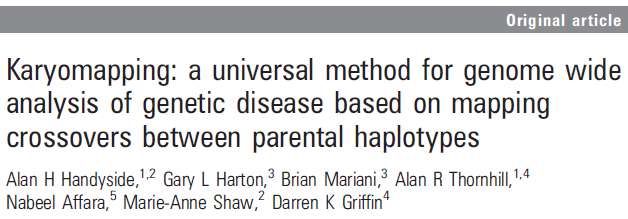 Original article
Karyomapping: a universal method for genome wide
analysis of genetic disease based on mapping
crossovers between parental haplotypes
Alan H Handyside,1,2 Gary L Harton,3 Brian Mariani,3 Alan R Thornhill,1,4
Nabeel Affara,5 Marie-Anne Shaw,2 Darren K Griffin4